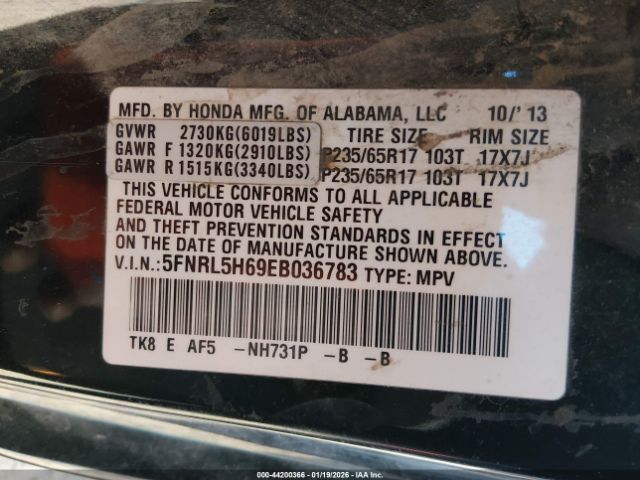 MFD. BY HONDA MFG. OF ALABAMA, LLC 10/'13
GVWR 2730KG(6019LBS) TIRE SIZE RIM SIZE
GAWR F 1320KG(2910LBS) P235/65R17 103T 17X7J
GAWR R 1515KG(3340LBS) P235/65R17 103T 17X7J
THIS VEHICLE CONFORMS TO ALL APPLICABLE
FEDERAL MOTOR VEHICLE SAFETY
AND THEFT PREVENTION STANDARDS IN EFFECT
ON THE DATE OF MANUFACTURE SHOWN ABOVE.
V.I.N.:5FNRL5H69EB036783 TYPE: MPV
TK8 E AF5 -NH731P -B -B
000-44200366 - 01/19/2026 - IAAI.COM